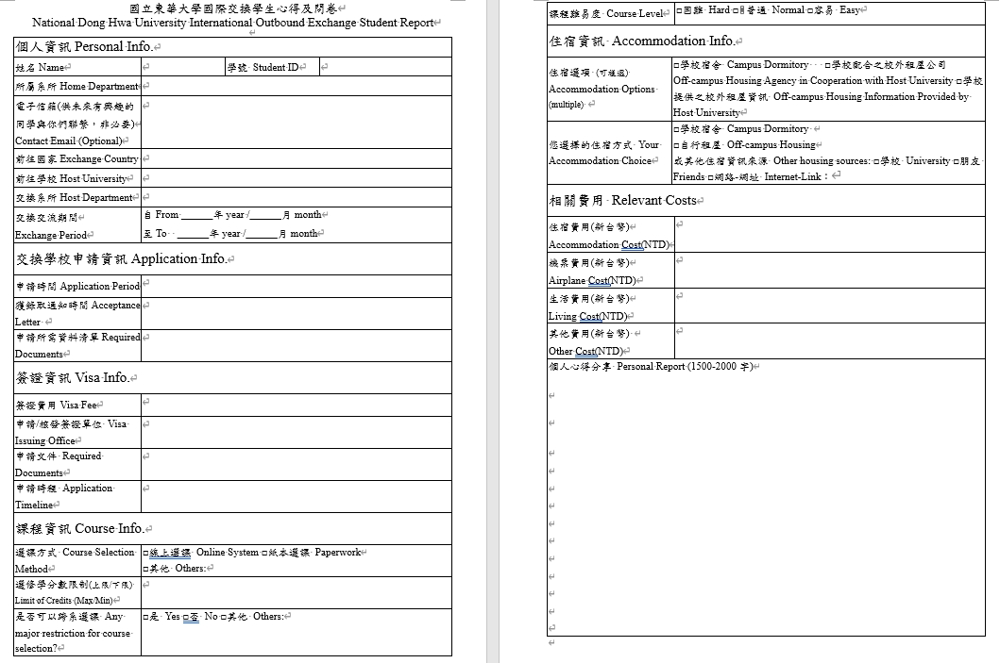 國立東華大學國際交換學生心得及問卷
National Dong Hwa University International Outbound Exchange Student Report
個人資訊 Personal Info.
姓名 Name
學號 Student ID
所屬系所 Home Department
電子信箱(供未來有興趣的
同學與你們聯繫，非必要)
Contact Email (Optional)
前往國家 Exchange Country
前往學校 Host University
交換系所 Host Department
交換交流期間
Exchange Period
自 From ______年 year /______月 month
至 To ______年 year /______月 month
交換學校申請資訊 Application Info.
申請時間 Application Period
獲錄取通知時間 Acceptance
Letter
申請所需資料清單 Required
Documents
簽證資訊 Visa Info.
簽證費用 Visa Fee
申請/核發簽證單位 Visa
Issuing Office
申請文件 Required
Documents
申請時程 Application
Timeline
課程資訊 Course Info.
選課方式 Course Selection
Method
□線上選課 Online System □紙本選課 Paperwork
□其他 Others:
選修學分數限制(上限/下限)
Limit of Credits (Max/Min)
是否可以跨系選課 Any
major restriction for course
selection?
□是 Yes □否 No □其他 Others:
課程難易度 Course Level
□困難 Hard □普通 Normal □容易 Easy
住宿資訊 Accommodation Info.
住宿選項 (可複選)
Accommodation Options
(multiple)
□學校宿舍 Campus Dormitory □學校配合之校外租屋公司
Off-campus Housing Agency in Cooperation with Host University □學校
提供之校外租屋資訊 Off-campus Housing Information Provided by
Host University
您選擇的住宿方式 Your
Accommodation Choice
□學校宿舍 Campus Dormitory
□自行租屋 Off-campus Housing
或其他住宿資訊來源 Other housing sources: □學校 University □朋友
Friends □網路-網址 Internet-Link：
相關費用 Relevant Costs
住宿費用(新台幣)
Accommodation Cost(NTD)
機票費用(新台幣)
Airplane Cost(NTD)
生活費用(新台幣)
Living Cost(NTD)
其他費用(新台幣)
Other Cost(NTD)
個人心得分享 Personal Report (1500-2000 字)